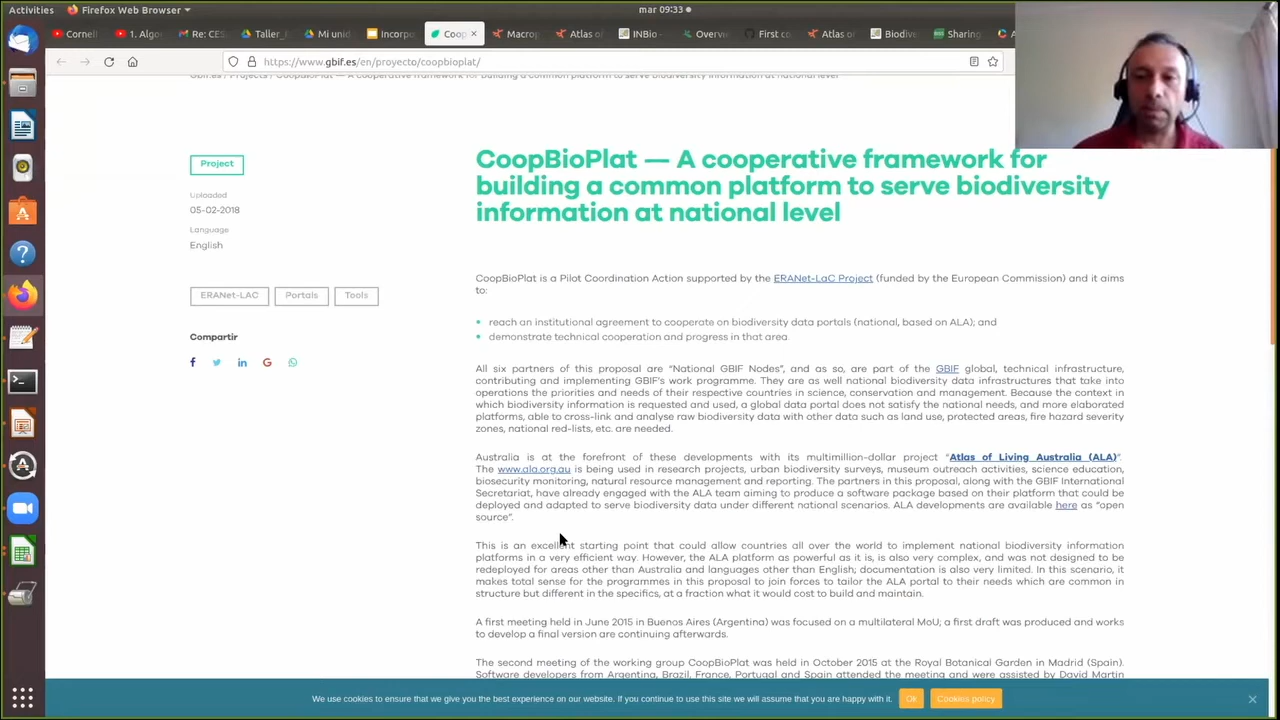 Activities
Firefox Web Browser
mar 09:33
Cornell
1. Algor
Re: CES
Taller_
Mi unid
Incorpo
Coop
Macrop
Atlas of
INBio -
Overvie
First co
Atlas o
Biodive
Sharing
https://www.gbif.es/en/proyecto/coopbioplat/
Gbif.es / Projects / CoopBioPlat — A cooperative framework for building a common platform to serve biodiversity information at national level
Project
Uploaded
05-02-2018
Language
English
ERANet-LAC
Portals
Tools
Compartir
CoopBioPlat — A cooperative framework for
building a common platform to serve biodiversity
information at national level
CoopBioPlat is a Pilot Coordination Action supported by the ERANet-LaC Project (funded by the European Commission) and it aims
to:
reach an institutional agreement to cooperate on biodiversity data portals (national, based on ALA); and
demonstrate technical cooperation and progress in that area
All six partners of this proposal are “National GBIF Nodes”, and as so, are part of the GBIF global, technical infrastructure,
contributing and implementing GBIF’s work programme. They are as well national biodiversity data infrastructures that take into
operations the priorities and needs of their respective countries in science, conservation and management. Because the context in
which biodiversity information is requested and used, a global data portal does not satisfy the national needs, and more elaborated
platforms, able to cross-link and analyse raw biodiversity data with other data such as land use, protected areas, fire hazard severity
zones, national red-lists, etc. are needed.
Australia is at the forefront of these developments with its multimillion-dollar project “Atlas of Living Australia (ALA)”.
The www.ala.org.au is being used in research projects, urban biodiversity surveys, museum outreach activities, science education,
biosecurity monitoring, natural resource management and reporting. The partners in this proposal, along with the GBIF International
Secretariat, have already engaged with the ALA team aiming to produce a software package based on their platform that could be
deployed and adapted to serve biodiversity data under different national scenarios. ALA developments are available here as “open
source”.
This is an excellent starting point that could allow countries all over the world to implement national biodiversity information
platforms in a very efficient way. However, the ALA platform as powerful as it is, is also very complex, and was not designed to be
redeployed for areas other than Australia and languages other than English; documentation is also very limited. In this scenario, it
makes total sense for the programmes in this proposal to join forces to tailor the ALA portal to their needs which are common in
structure but different in the specifics, at a fraction what it would cost to build and maintain.
A first meeting held in June 2015 in Buenos Aires (Argentina) was focused on a multilateral MoU; a first draft was produced and works
to develop a final version are continuing afterwards.
The second meeting of the working group CoopBioPlat was held in October 2015 at the Royal Botanical Garden in Madrid (Spain).
Software developers from Argentina, Brazil, France, Portugal and Spain attended the meeting and were assisted by David Martin
We use cookies to ensure that we give you the best experience on our website. If you continue to use this site we will assume that you are happy with it.
Ok
Cookies policy